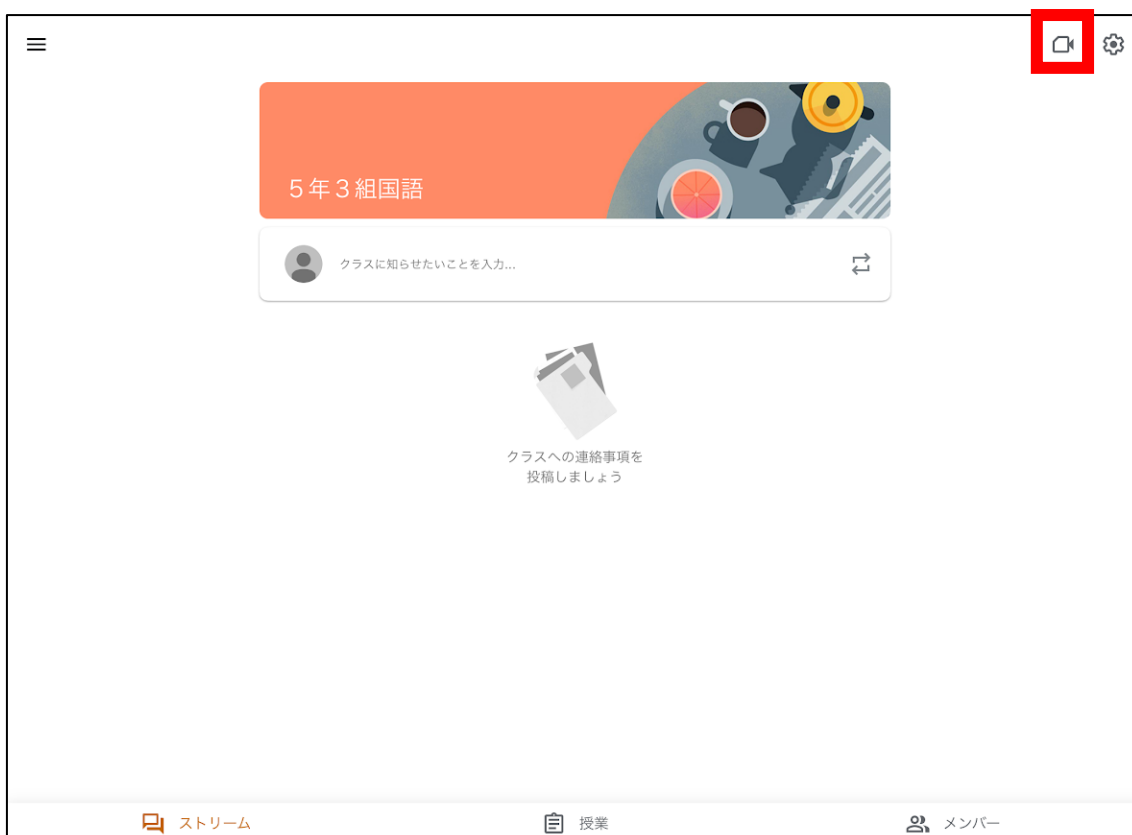 ５年３組国語
クラスに知らせたいことを入力...
クラスへの連絡事項を
投稿しましょう
ストリーム
授業
メンバー